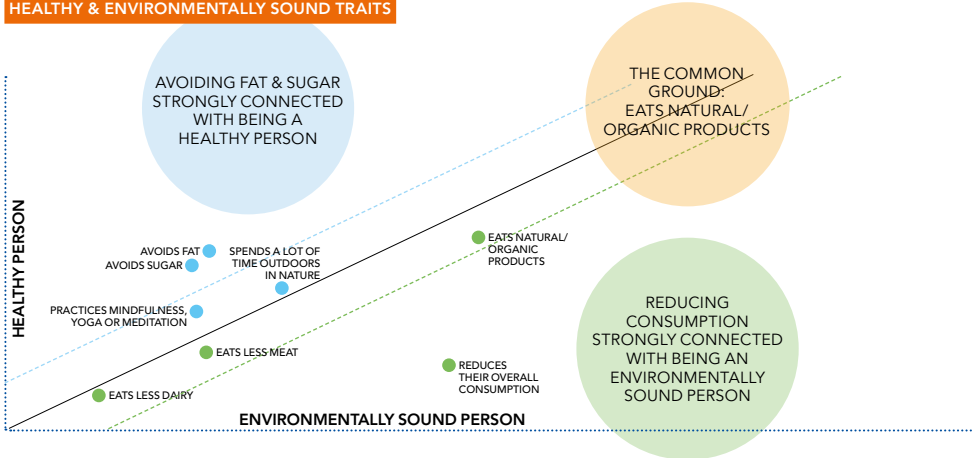 HEALTHY & ENVIRONMENTALLY SOUND TRAITS
AVOIDING FAT & SUGAR
STRONGLY CONNECTED
WITH BEING A
HEALTHY PERSON
THE COMMON
GROUND:
EATS NATURAL/
ORGANIC PRODUCTS
HEALTHY PERSON
AVOIDS FAT
AVOIDS SUGAR
SPENDS A LOT OF
TIME OUTDOORS
IN NATURE
EATS NATURAL/
ORGANIC
PRODUCTS
PRACTICES MINDFULNESS,
YOGA OR MEDITATION
EATS LESS MEAT
REDUCES
THEIR OVERALL
CONSUMPTION
EATS LESS DAIRY
REDUCING
CONSUMPTION
STRONGLY CONNECTED
WITH BEING AN
ENVIRONMENTALLY
SOUND PERSON
ENVIRONMENTALLY SOUND PERSON